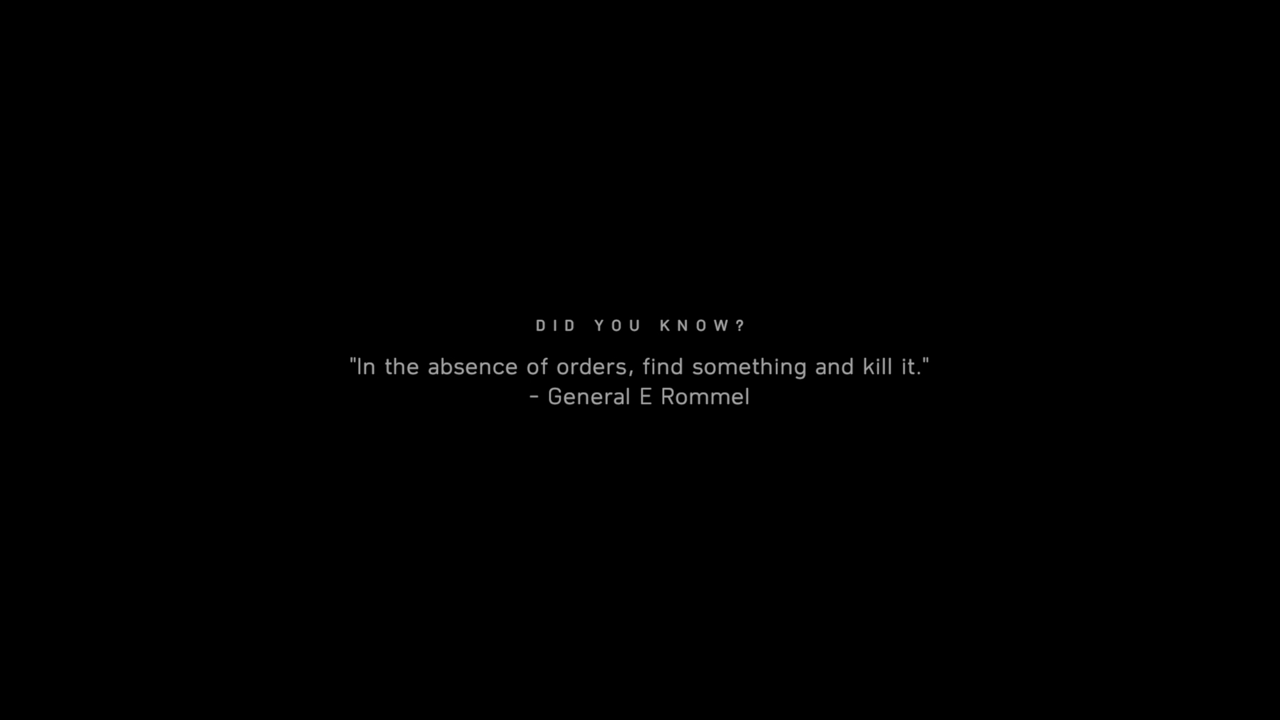 DID YOU KNOW?
"In the absence of orders, find something and kill it."
- General E Rommel